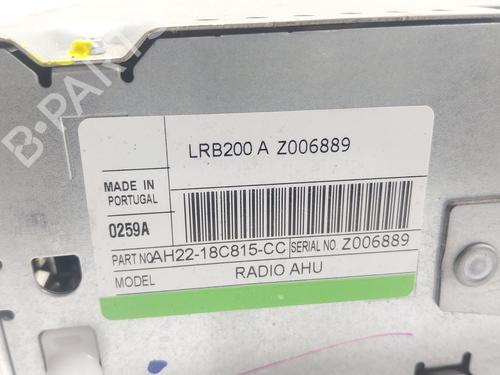 B-PARTS
LRB200 A Z006889
MADE IN
PORTUGAL
0259A
PART NO. AH22-18C815-CC SERIAL NO. Z006889
MODEL RADIO AHU